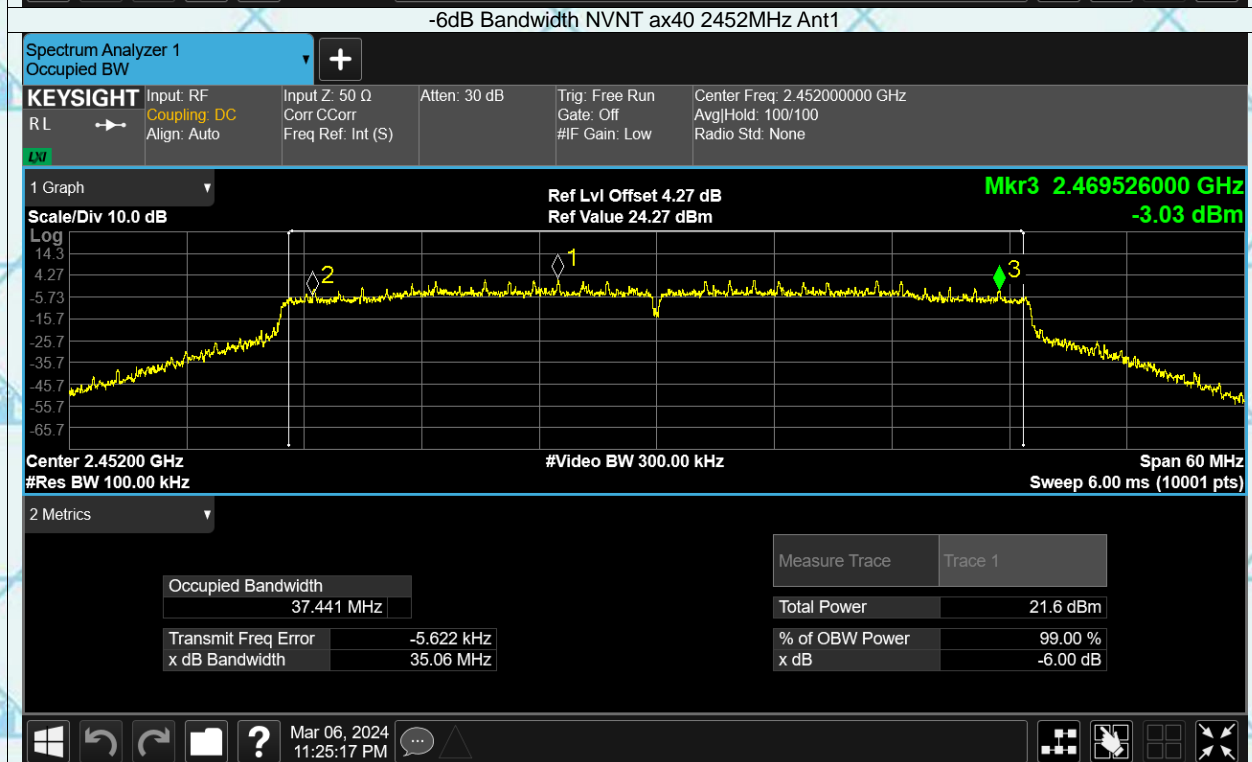 -6dB Bandwidth NVNT ax40 2452MHz Ant1
Spectrum Analyzer 1
Occupied BW
+
KEYSIGHT
RL
LXI
Input: RF
Coupling: DC
Align: Auto
Input Z: 50 Ω
Corr CCorr
Freq Ref: Int (S)
Atten: 30 dB
Trig: Free Run
Gate: Off
#IF Gain: Low
Center Freq: 2.452000000 GHz
Avg|Hold: 100/100
Radio Std: None
1 Graph
Scale/Div 10.0 dB
Ref Lvl Offset 4.27 dB
Ref Value 24.27 dBm
Mkr3 2.469526000 GHz
-3.03 dBm
Log
14.3
4.27
-5.73
-15.7
-25.7
-35.7
-45.7
-55.7
-65.7
2
1
3
Center 2.45200 GHz
#Video BW 300.00 kHz
Span 60 MHz
#Res BW 100.00 kHz
Sweep 6.00 ms (10001 pts)
2 Metrics
Measure Trace Trace 1
Occupied Bandwidth
37.441 MHz
Total Power 21.6 dBm
Transmit Freq Error -5.622 kHz
% of OBW Power 99.00 %
x dB Bandwidth 35.06 MHz
x dB -6.00 dB
?
Mar 06, 2024
11:25:17 PM